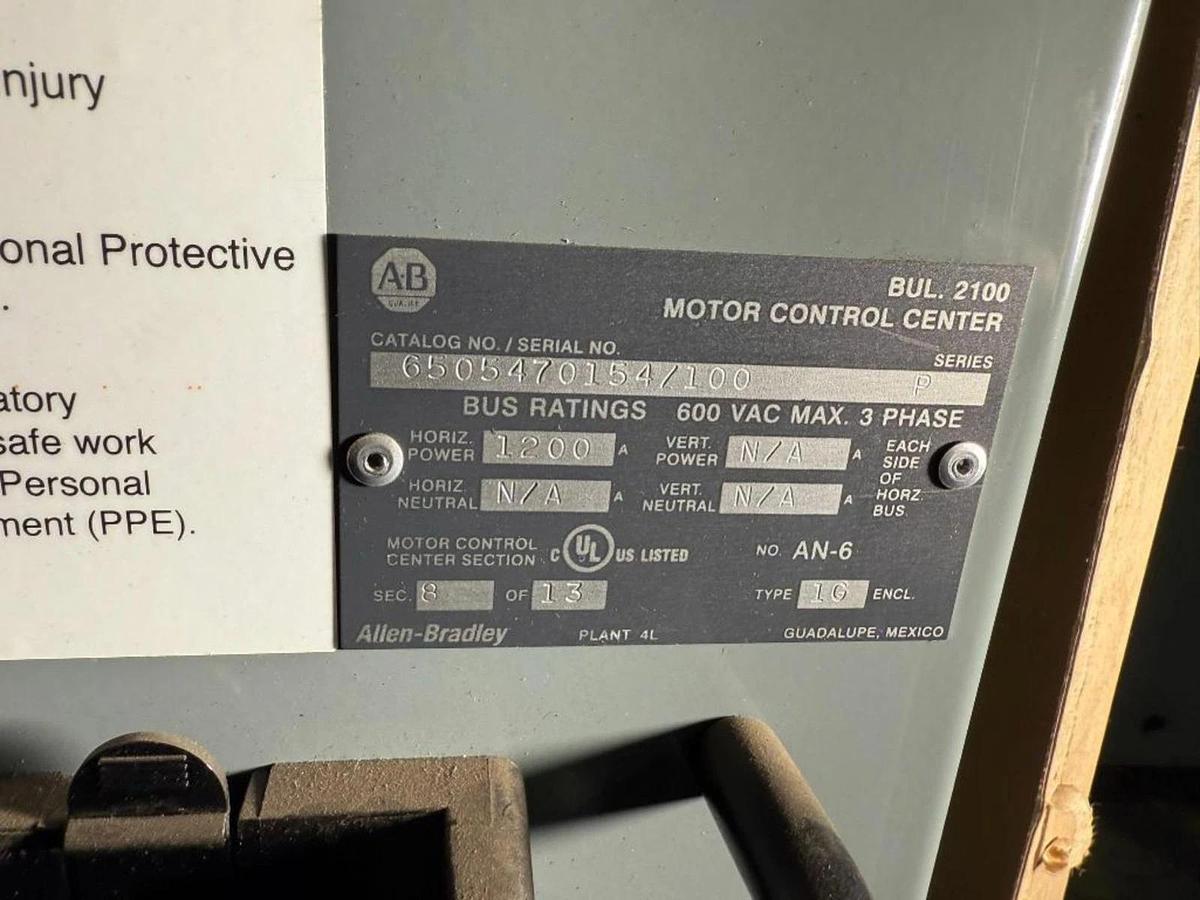 njury
onal Protective
.
atory
safe work
Personal
ment (PPE).
A-B
QUALITY
BUL. 2100
MOTOR CONTROL CENTER
CATALOG NO. / SERIAL NO.
SERIES
6505470154/100 P
BUS RATINGS 600 VAC MAX. 3 PHASE
HORIZ. POWER 1200 A VERT. POWER N/A A
HORIZ. NEUTRAL N/A A VERT. NEUTRAL N/A A
EACH
SIDE
OF
HORZ.
BUS
MOTOR CONTROL
CENTER SECTION
C UL US LISTED
NO. AN-6
SEC. 8 OF 13 TYPE 1G ENCL.
Allen-Bradley PLANT 4L GUADALUPE, MEXICO